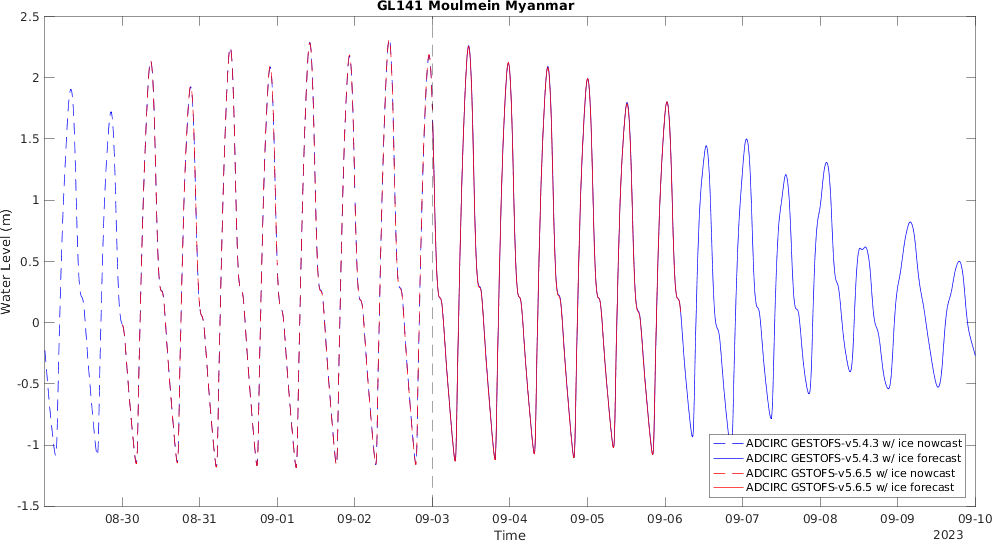 GL141 Moulmein Myanmar
2.5
2
1.5
1
0.5
0
-0.5
-1
-1.5
Water Level (m)
ADCIRC GESTOFS-v5.4.3 w/ ice nowcast
ADCIRC GESTOFS-v5.4.3 w/ ice forecast
ADCIRC GSTOFS-v5.6.5 w/ ice nowcast
ADCIRC GSTOFS-v5.6.5 w/ ice forecast
08-30 08-31 09-01 09-02 09-03 09-04 09-05 09-06 09-07 09-08 09-09 09-10
Time
2023